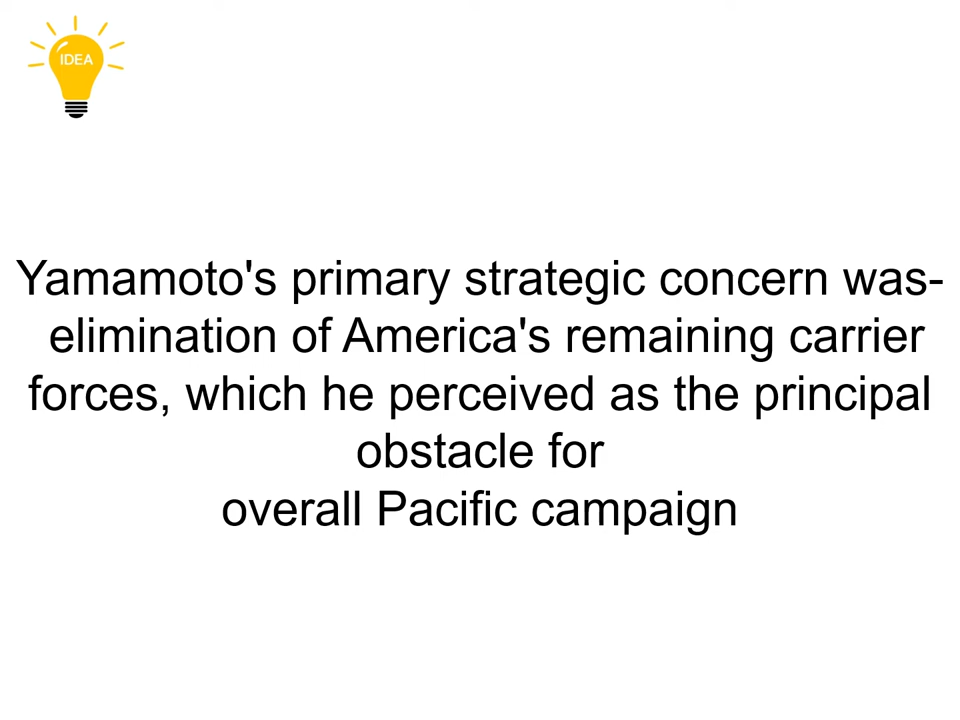 IDEA
Yamamoto's primary strategic concern was-
elimination of America's remaining carrier
forces, which he perceived as the principal
obstacle for
overall Pacific campaign